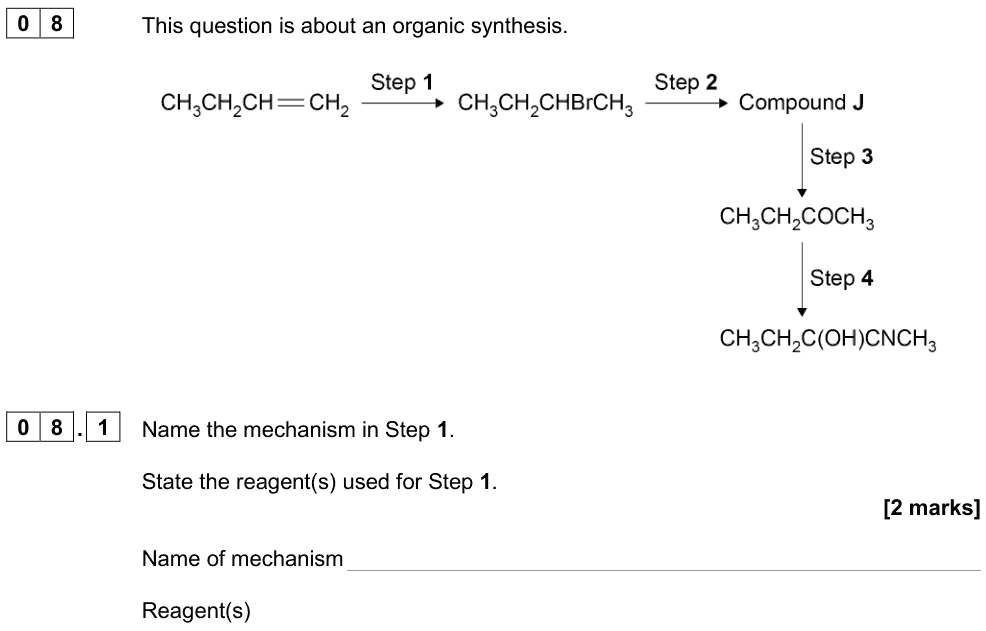 0 8 This question is about an organic synthesis.
Step 1 Step 2
CH₃CH₂CH=CH₂ CH₃CH₂CHBrCH₃ Compound J
Step 3
CH₃CH₂COCH₃
Step 4
CH₃CH₂C(OH)CNCH₃
0 8 . 1 Name the mechanism in Step 1.
State the reagent(s) used for Step 1.
[2 marks]
Name of mechanism
Reagent(s)